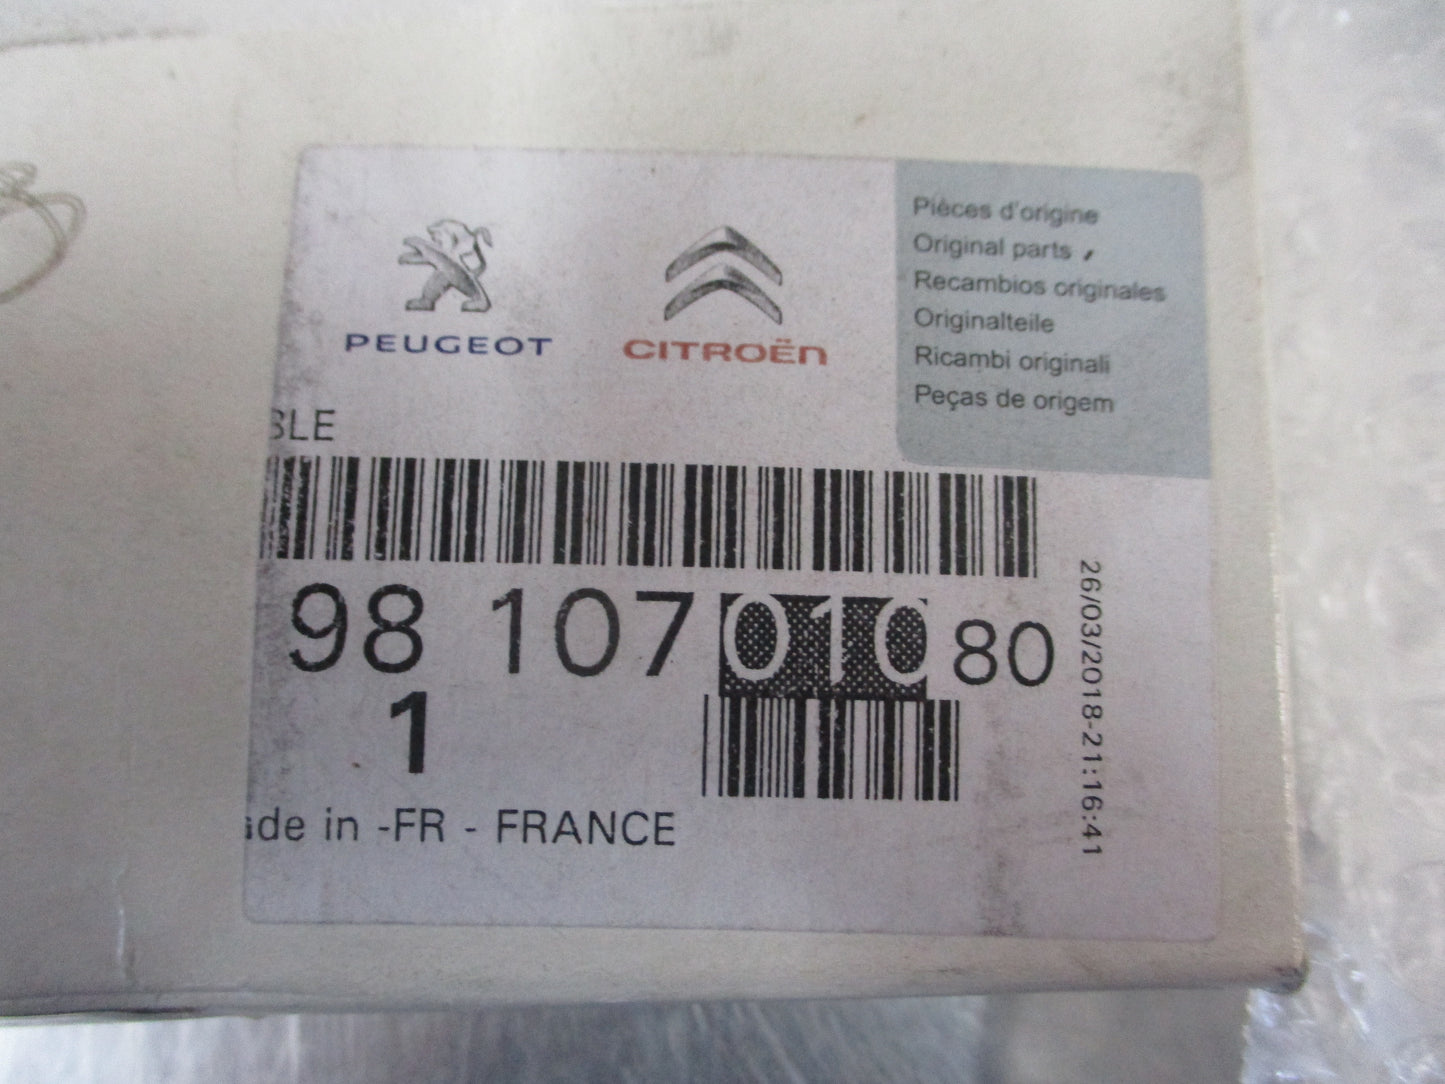 PEUGEOT
CITROËN
Pièces d'origine
Original parts
Recambios originales
Originalteile
Ricambi originali
Peças de origem
SLE
98 107 010 80
1
ade in -FR - FRANCE
26/03/2018-21:16:41